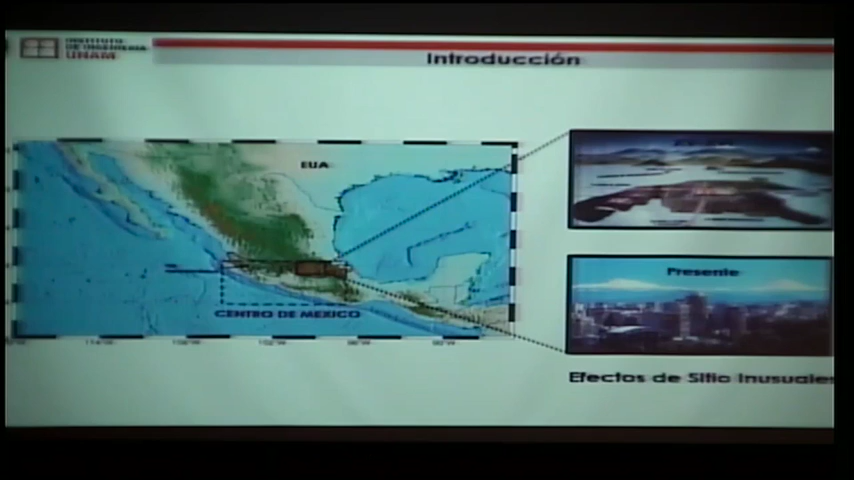 INSTITUTO
DE INGENIERÍA
UNAM
Introducción
EUA
CENTRO DE MEXICO
Presente
Efectos de Sitio Inusuales